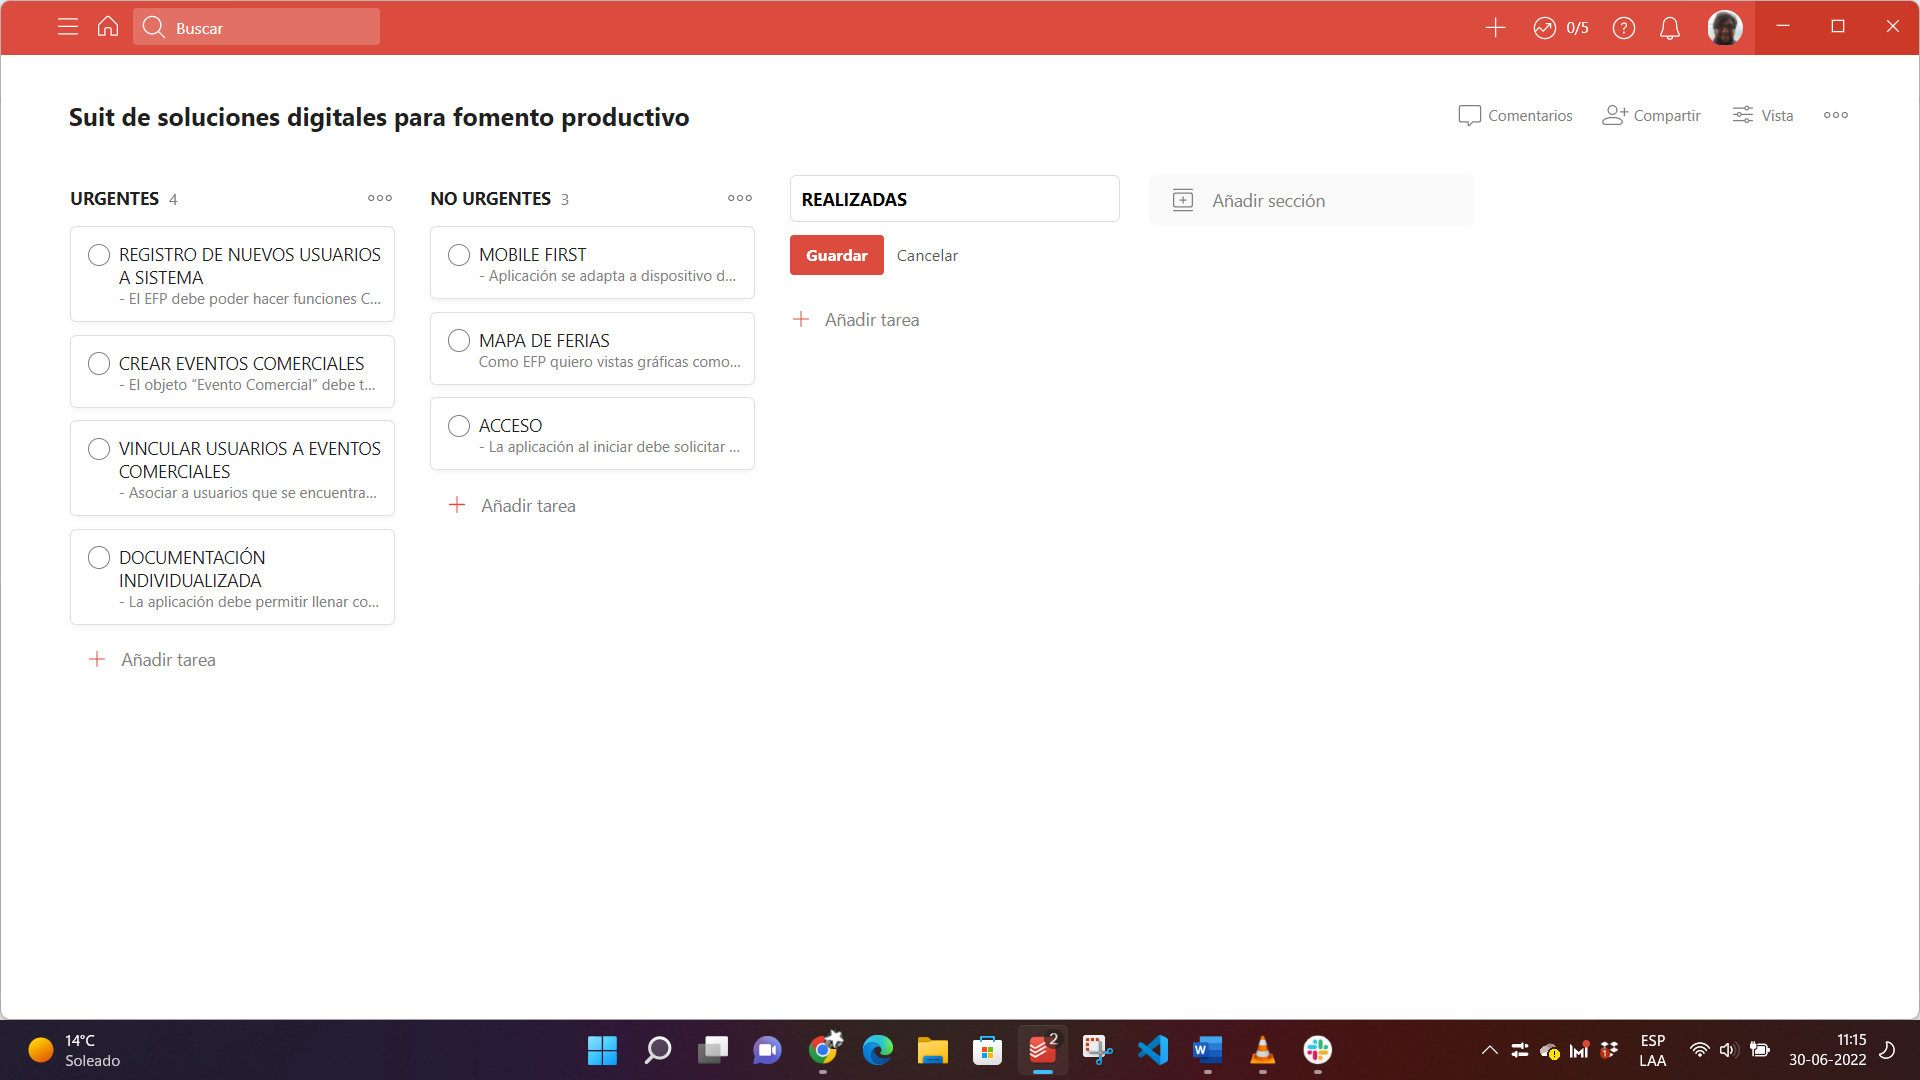 Buscar
0/5
Suit de soluciones digitales para fomento productivo
Comentarios
Compartir
Vista
URGENTES 4
REGISTRO DE NUEVOS USUARIOS
A SISTEMA
- El EFP debe poder hacer funciones C...
CREAR EVENTOS COMERCIALES
- El objeto “Evento Comercial” debe t...
VINCULAR USUARIOS A EVENTOS
COMERCIALES
- Asociar a usuarios que se encuentra...
DOCUMENTACIÓN
INDIVIDUALIZADA
- La aplicación debe permitir llenar co...
Añadir tarea
NO URGENTES 3
MOBILE FIRST
- Aplicación se adapta a dispositivo d...
MAPA DE FERIAS
Como EFP quiero vistas gráficas como...
ACCESO
- La aplicación al iniciar debe solicitar ...
Añadir tarea
REALIZADAS
Guardar
Cancelar
Añadir tarea
Añadir sección
14°C
Soleado
2
W
1
ESP
LAA
11:15
30-06-2022